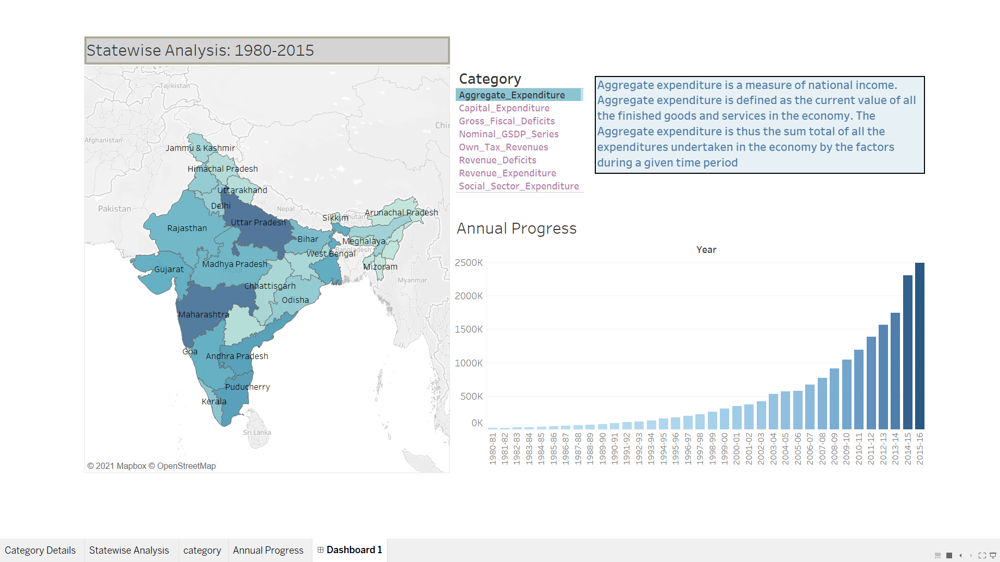 Statewise Analysis: 1980-2015
Tajikistan
Afghanistan
Pakistan
Nepal
Bhutan
Bangladesh
India
Myanmar
Sri Lanka
Jammu & Kashmir
Himachal Pradesh
Uttarakhand
Delhi
Uttar Pradesh
Rajasthan
Bihar
Sikkim
Arunachal Pradesh
Meghalaya
West Bengal
Mizoram
Gujarat
Madhya Pradesh
Chhattisgarh
Odisha
Maharashtra
Goa
Andhra Pradesh
Puducherry
Kerala
© 2021 Mapbox © OpenStreetMap
Category
Aggregate_Expenditure
Capital_Expenditure
Gross_Fiscal_Deficits
Nominal_GSDP_Series
Own_Tax_Revenues
Revenue_Deficits
Revenue_Expenditure
Social_Sector_Expenditure
Aggregate expenditure is a measure of national income.
Aggregate expenditure is defined as the current value of all
the finished goods and services in the economy. The
Aggregate expenditure is thus the sum total of all the
expenditures undertaken in the economy by the factors
during a given time period
Annual Progress
Year
2500K
2000K
1500K
1000K
500K
0K
1980-81
1981-82
1982-83
1983-84
1984-85
1985-86
1986-87
1987-88
1988-89
1989-90
1990-91
1991-92
1992-93
1993-94
1994-95
1995-96
1996-97
1997-98
1998-99
1999-00
2000-01
2001-02
2002-03
2003-04
2004-05
2005-06
2006-07
2007-08
2008-09
2009-10
2010-11
2011-12
2012-13
2013-14
2014-15
2015-16
Category Details
Statewise Analysis
category
Annual Progress
Dashboard 1